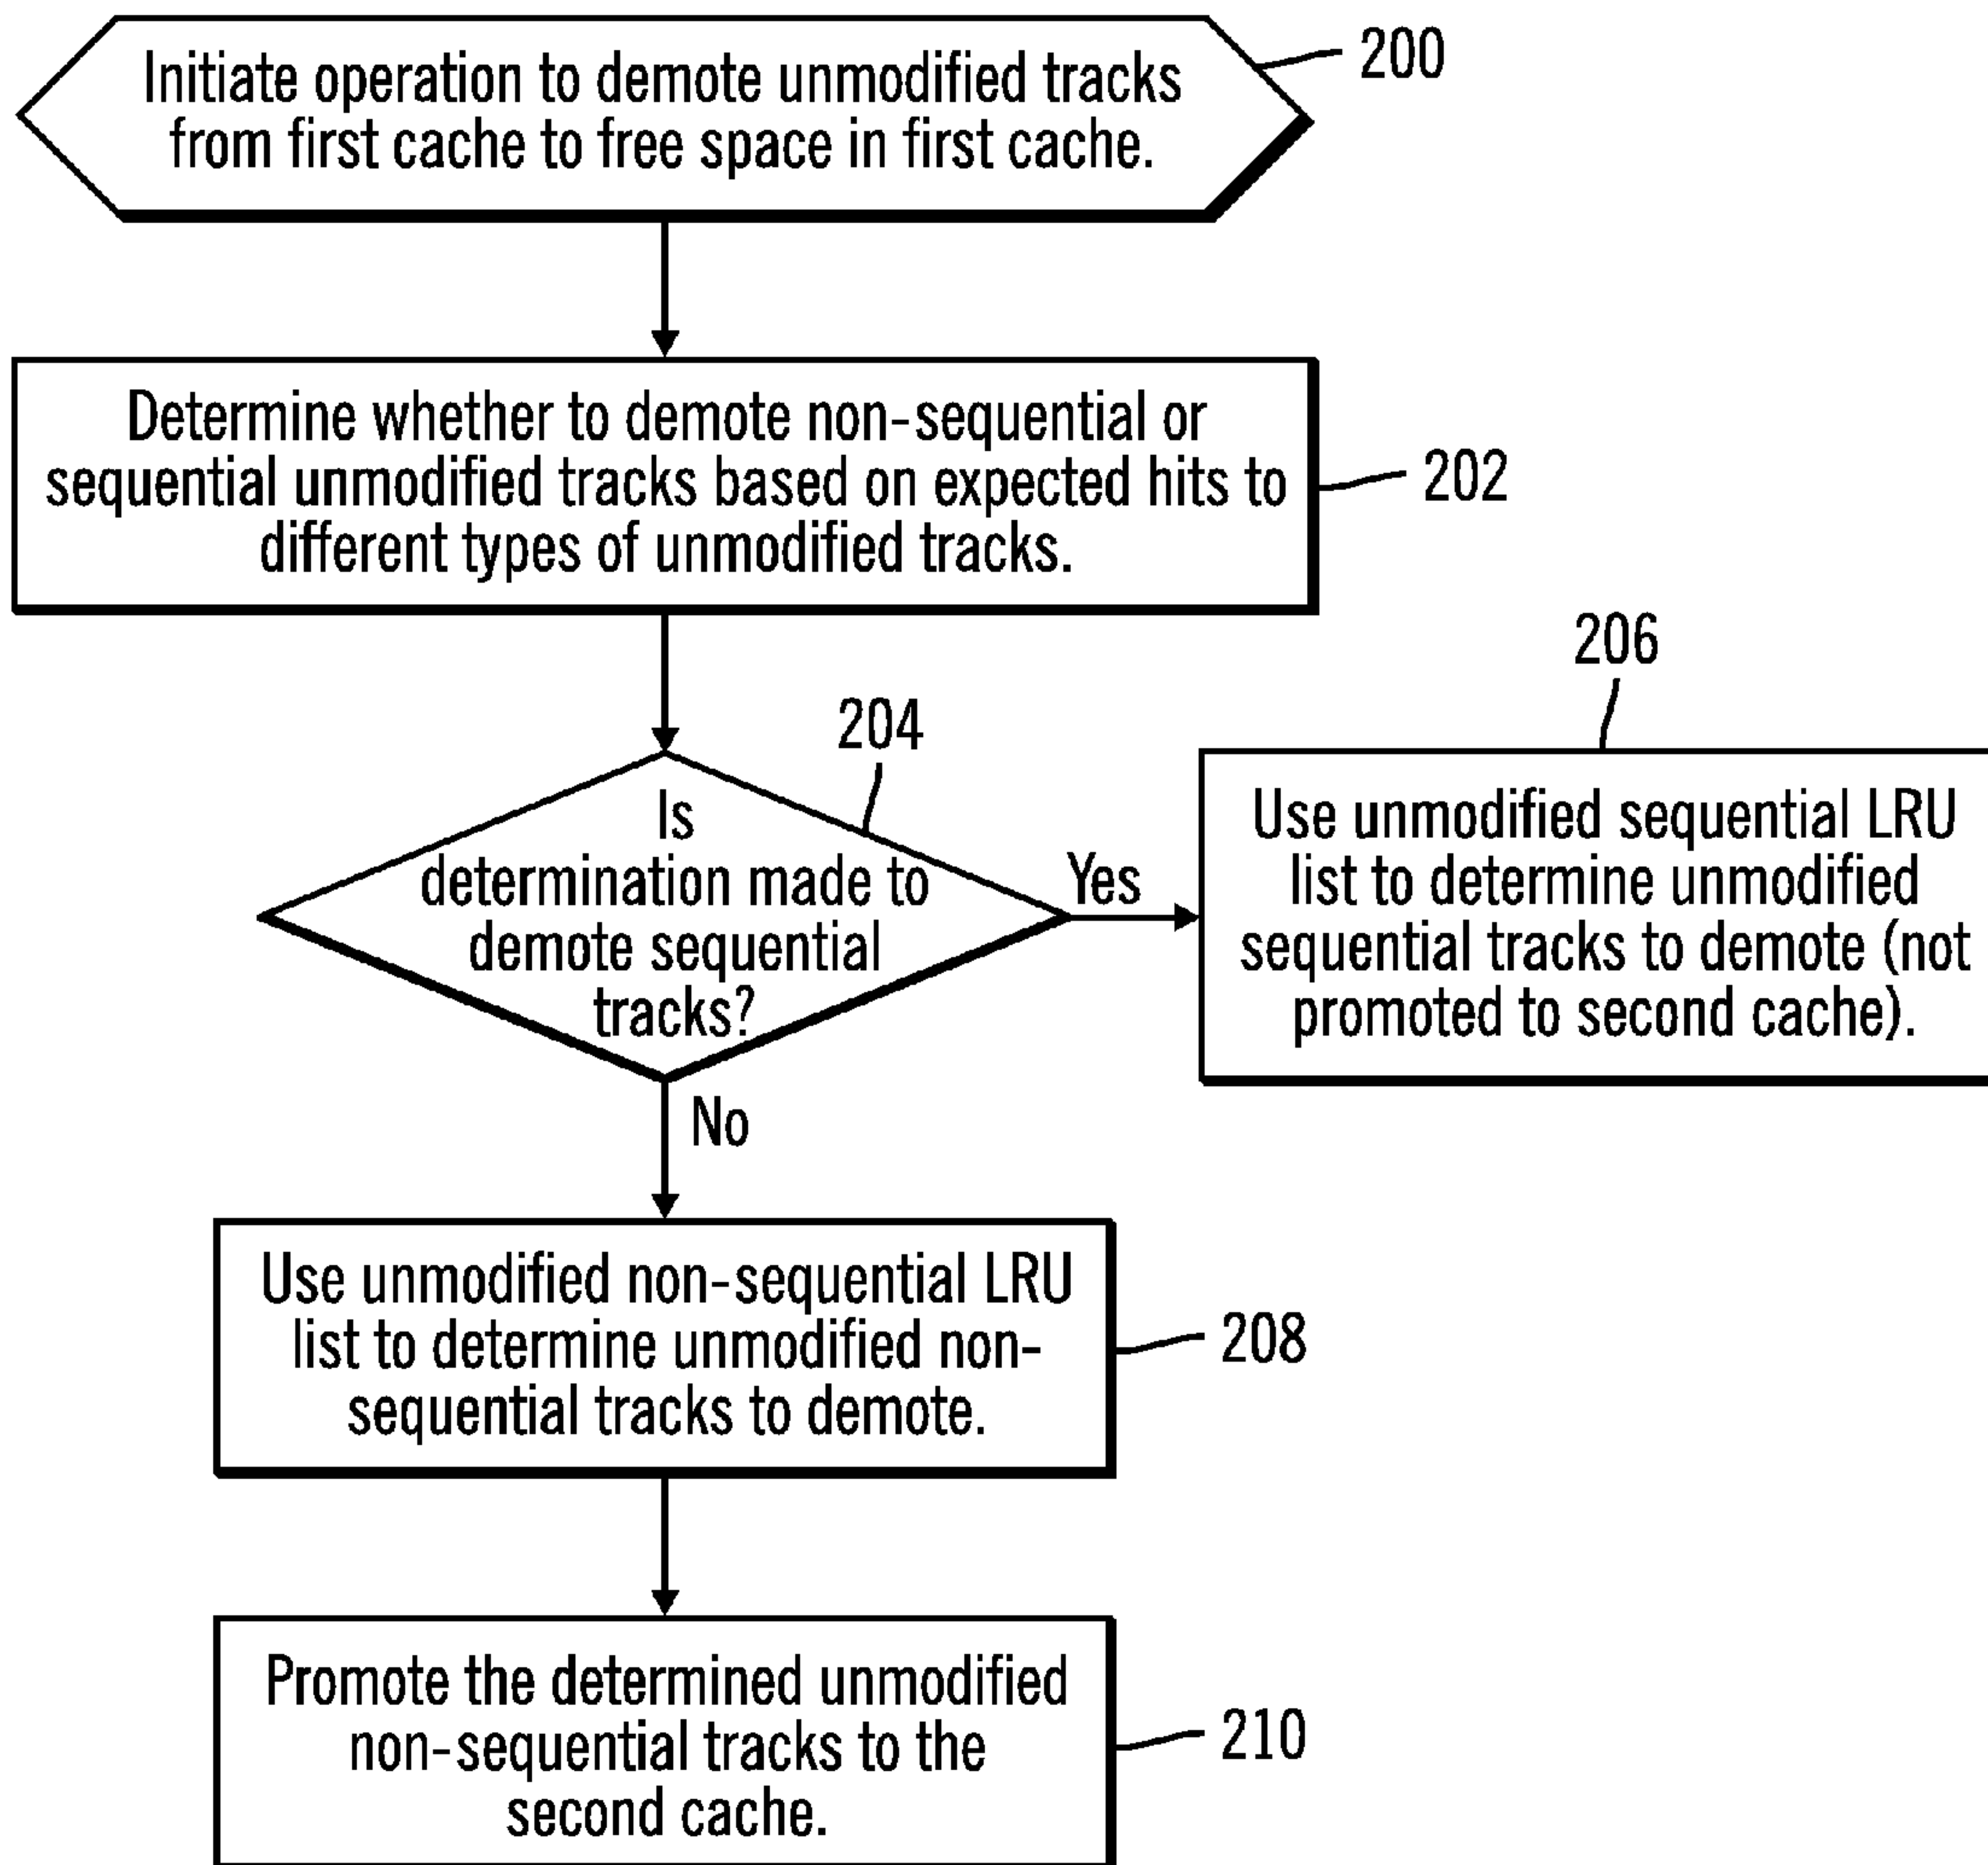 Initiate operation to demote unmodified tracks
from first cache to free space in first cache.
200
Determine whether to demote non-sequential or
sequential unmodified tracks based on expected hits to
different types of unmodified tracks.
202
204
Is
determination made to
demote sequential
tracks?
Yes
206
Use unmodified sequential LRU
list to determine unmodified
sequential tracks to demote (not
promoted to second cache).
No
Use unmodified non-sequential LRU
list to determine unmodified non-
sequential tracks to demote.
208
Promote the determined unmodified
non-sequential tracks to the
second cache.
210